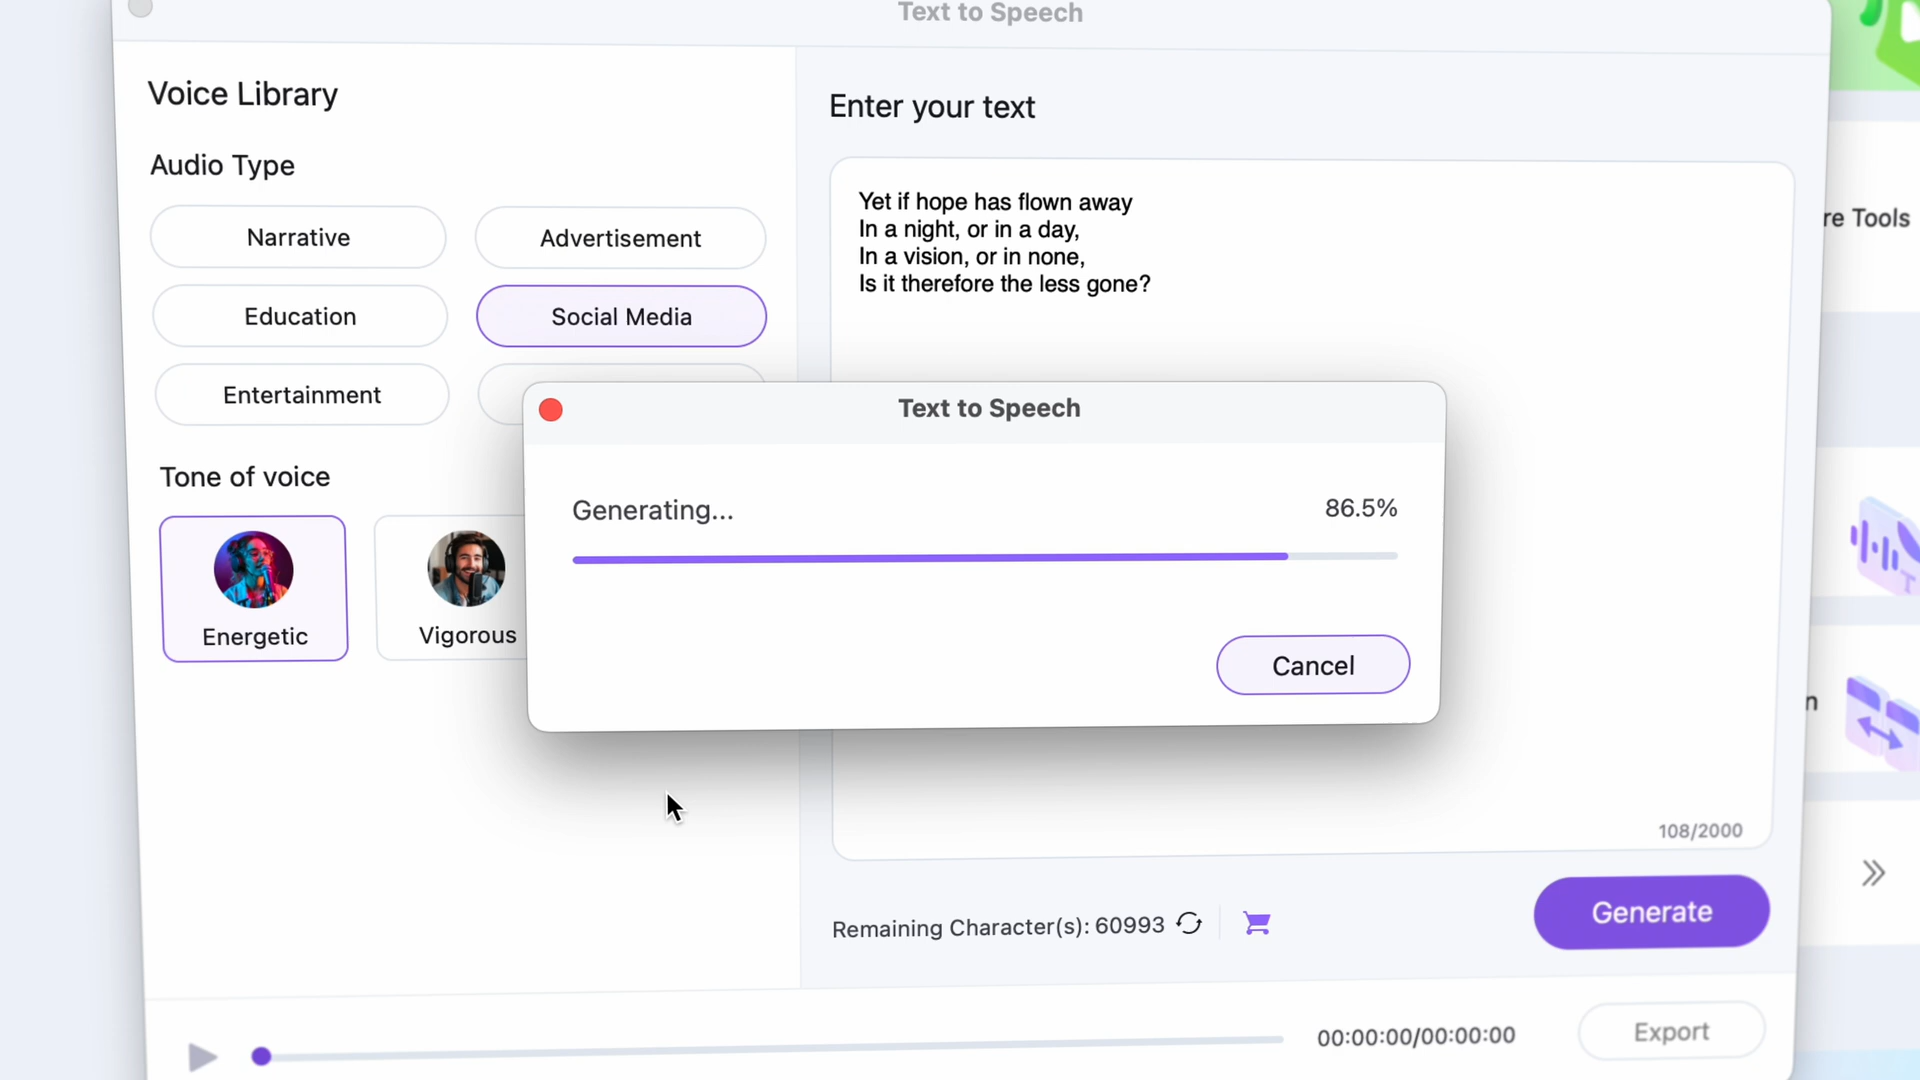 Text to Speech
Voice Library
Audio Type
Narrative
Advertisement
Education
Social Media
Entertainment
Tone of voice
Energetic
Vigorous
Enter your text
Yet if hope has flown away
In a night, or in a day,
In a vision, or in none,
Is it therefore the less gone?
Text to Speech
Generating...
86.5%
Cancel
108/2000
Remaining Character(s): 60993
Generate
00:00:00/00:00:00
Export
re Tools
n